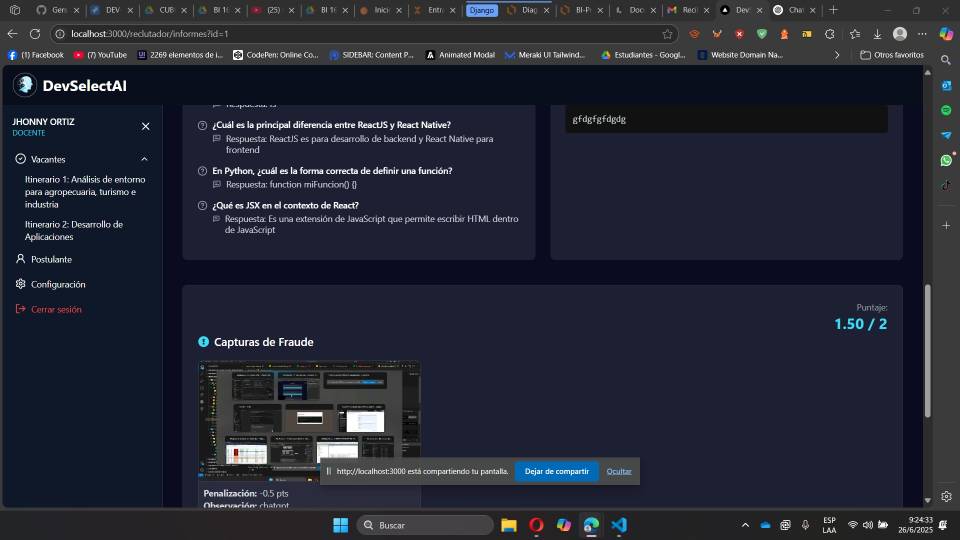 Gen
DEV
CUB
BI 1
(25)
BI 1
Inici
Entr
Django
Diag
BI-P
Doc
M Re
Dev
Chat
localhost:3000/reclutador/informes?id=1
(1) Facebook
(7) YouTube
2269 elementos de i...
CodePen: Online Co...
SIDEBAR: Content P...
Animated Modal
Meraki UI Tailwind...
Estudiantes - Googl...
Website Domain Na...
Otros favoritos
DevSelectAI
JHONNY ORTIZ
DOCENTE
Vacantes
Itinerario 1: Análisis de entorno
para agropecuaria, turismo e
industria
Itinerario 2: Desarrollo de
Aplicaciones
Postulante
Configuración
Cerrar sesión
Respuesta: is
¿Cuál es la principal diferencia entre ReactJS y React Native?
Respuesta: ReactJS es para desarrollo de backend y React Native para
frontend
En Python, ¿cuál es la forma correcta de definir una función?
Respuesta: function miFuncion() {}
¿Qué es JSX en el contexto de React?
Respuesta: Es una extensión de JavaScript que permite escribir HTML dentro
de JavaScript
gfdgfgfdgdg
Puntaje:
1.50 / 2
Capturas de Fraude
http://localhost:3000 está compartiendo tu pantalla.
Dejar de compartir
Ocultar
Penalización: -0.5 pts
Observación: chatgpt
Buscar
ESP
LAA
9:24:33
26/6/2025